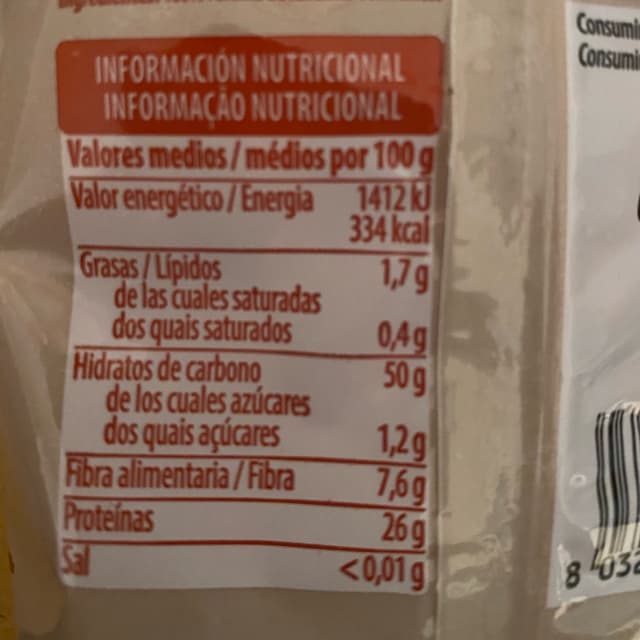 INFORMACIÓN NUTRICIONAL
INFORMAÇÃO NUTRICIONAL
Valores medios / médios por 100 g
Valor energético / Energia 1412 kJ
334 kcal
Grasas / Lípidos 1,7 g
de las cuales saturadas
dos quais saturados 0,4 g
Hidratos de carbono 50 g
de los cuales azúcares
dos quais açúcares 1,2 g
Fibra alimentaria / Fibra 7,6 g
Proteínas 26 g
Sal <0,01 g
Consumi
Consumi
8 032